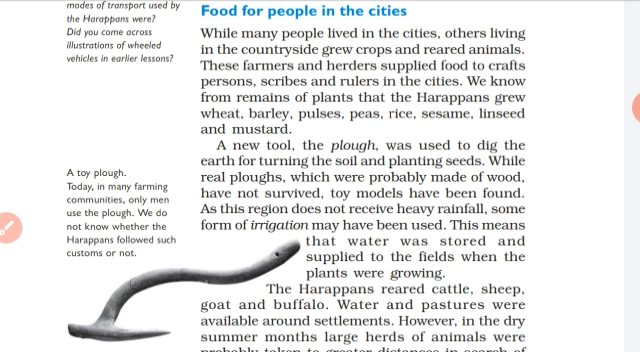 modes of transport used by
the Harappans were?
Did you come across
illustrations of wheeled
vehicles in earlier lessons?
A toy plough.
Today, in many farming
communities, only men
use the plough. We do
not know whether the
Harappans followed such
customs or not.
Food for people in the cities
While many people lived in the cities, others living
in the countryside grew crops and reared animals.
These farmers and herders supplied food to crafts
persons, scribes and rulers in the cities. We know
from remains of plants that the Harappans grew
wheat, barley, pulses, peas, rice, sesame, linseed
and mustard.
A new tool, the plough, was used to dig the
earth for turning the soil and planting seeds. While
real ploughs, which were probably made of wood,
have not survived, toy models have been found.
As this region does not receive heavy rainfall, some
form of irrigation may have been used. This means
that water was stored and
supplied to the fields when the
plants were growing.
The Harappans reared cattle, sheep,
goat and buffalo. Water and pastures were
available around settlements. However, in the dry
summer months large herds of animals were
probably taken to greater distances in search of